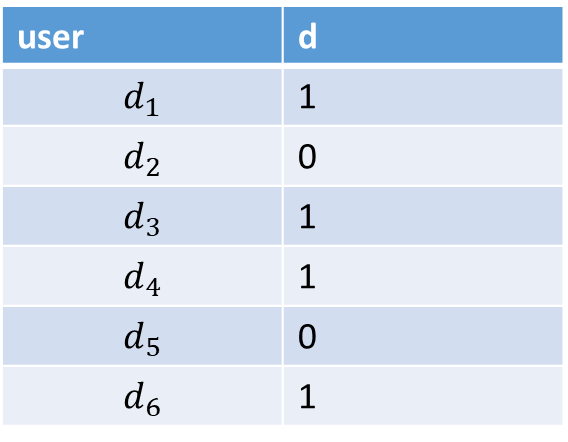 user d
d₁ 1
d₂ 0
d₃ 1
d₄ 1
d₅ 0
d₆ 1